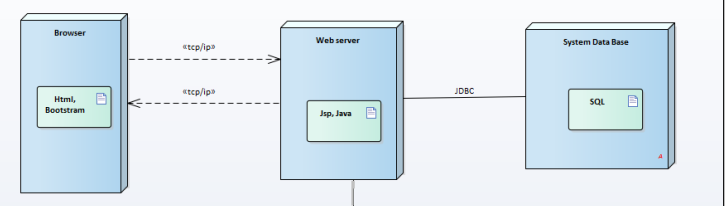 Browser
«tcp/ip»
Web server
System Data Base
«tcp/ip»
JDBC
Html,
Bootstram
Jsp, Java
SQL
A